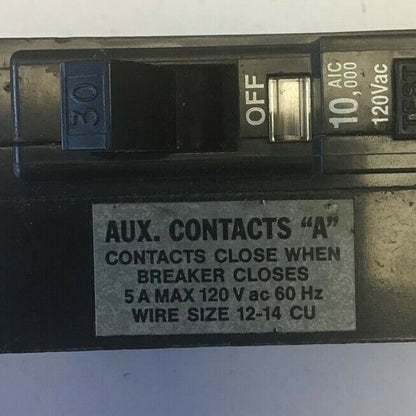 30
OFF
10,000
AIC
120Vac
AUX. CONTACTS "A"
CONTACTS CLOSE WHEN
BREAKER CLOSES
5 A MAX 120 V ac 60 Hz
WIRE SIZE 12-14 CU